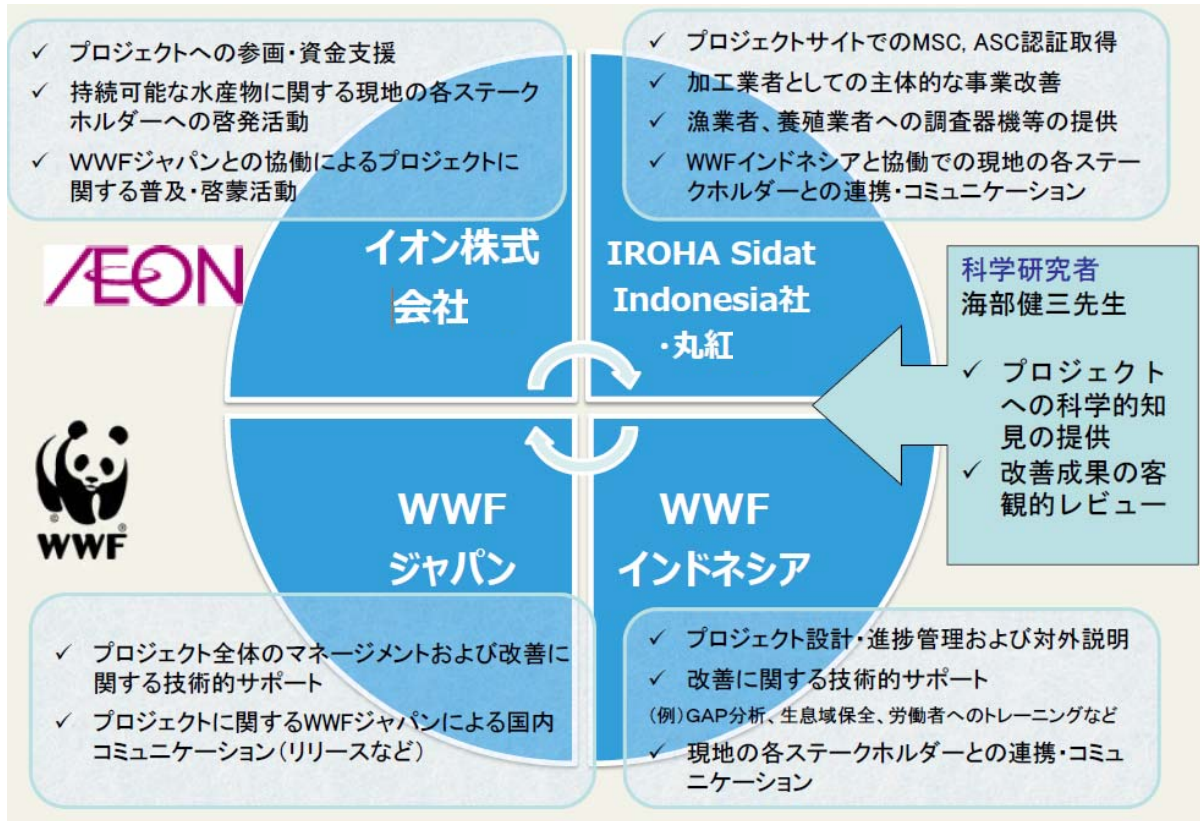 ✓ プロジェクトへの参画・資金支援
✓ 持続可能な水産物に関する現地の各ステーク
ホルダーへの啓発活動
✓ WWFジャパンとの協働によるプロジェクトに
関する普及・啓蒙活動
✓ プロジェクトサイトでのMSC, ASC認証取得
✓ 加工業者としての主体的な事業改善
✓ 漁業者、養殖業者への調査器機等の提供
✓ WWFインドネシアと協働での現地の各ステー
クホルダーとの連携・コミュニケーション
ÆON
イオン株式
会社
IROHA Sidat
Indonesia社
・丸紅
科学研究者
海部健三先生
✓ プロジェクト
への科学的知
見の提供
✓ 改善成果の客
観的レビュー
WWF
WWF
ジャパン
WWF
インドネシア
✓ プロジェクト全体のマネージメントおよび改善に
関する技術的サポート
✓ プロジェクトに関するWWFジャパンによる国内
コミュニケーション(リリースなど)
✓ プロジェクト設計・進捗管理および対外説明
✓ 改善に関する技術的サポート
(例)GAP分析、生息域保全、労働者へのトレーニングなど
✓ 現地の各ステークホルダーとの連携・コミュ
ニケーション